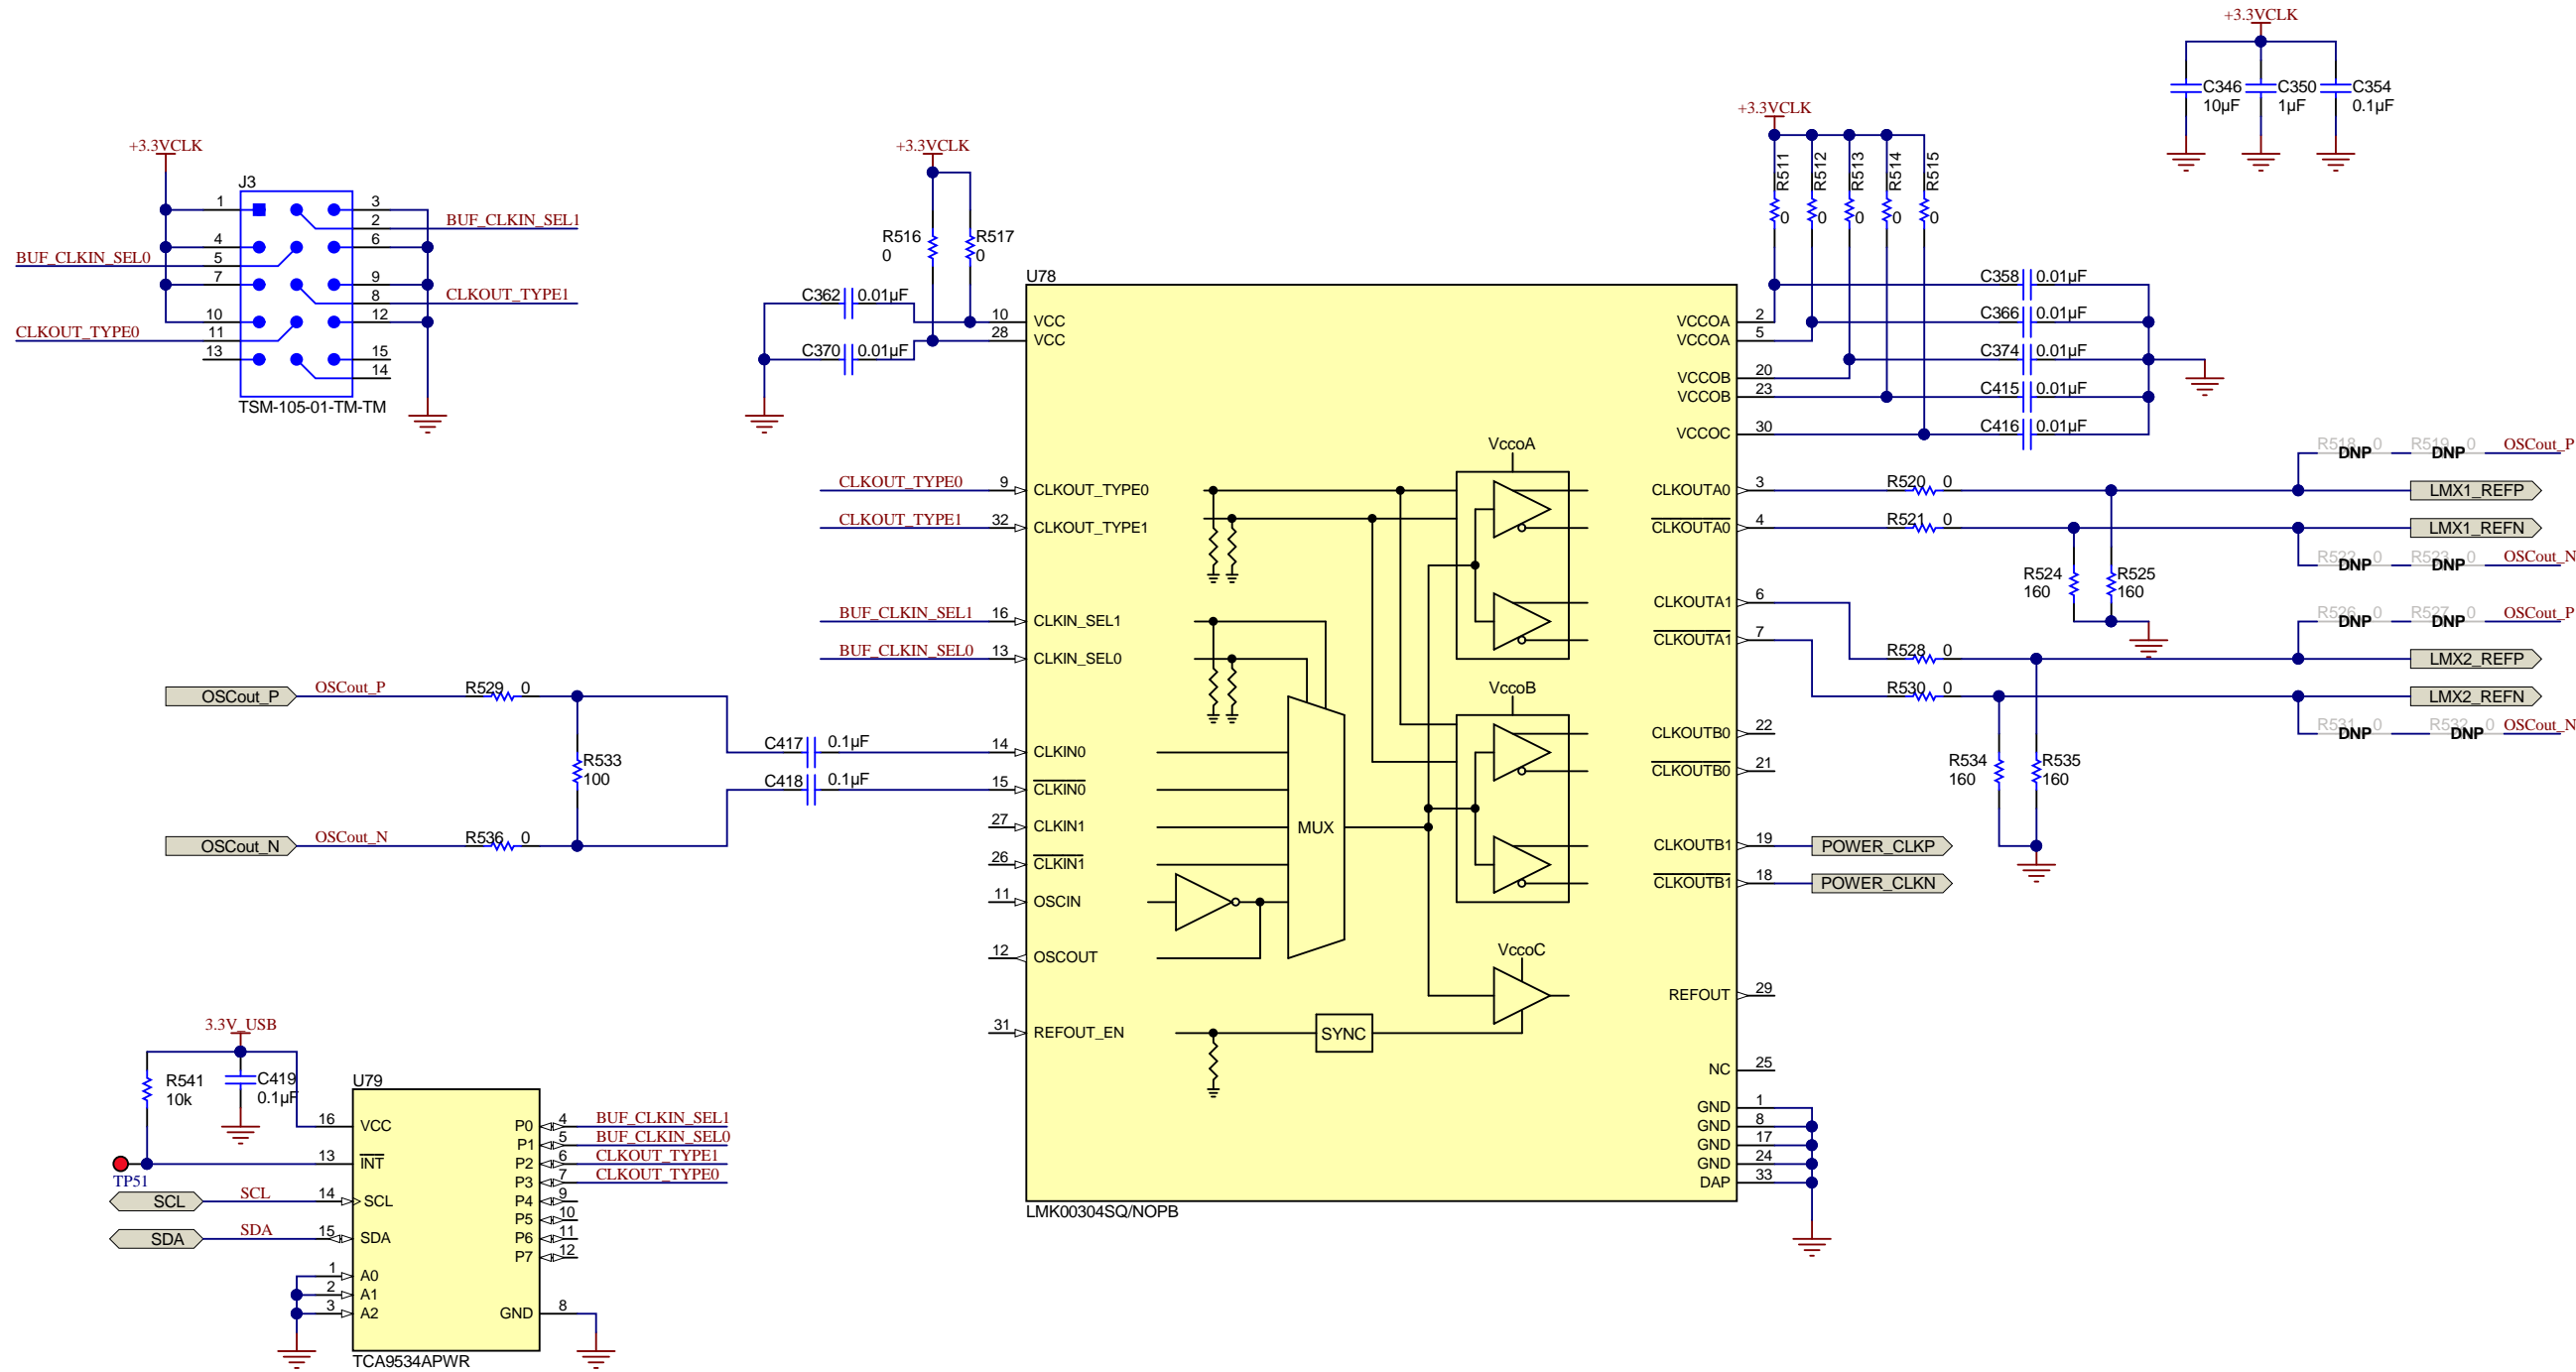 +3.3VCLK
C346
10µF
C350
1µF
C354
0.1µF
+3.3VCLK
J3
1
4
5
7
10
11
13
3
2
6
9
8
12
15
14
BUF_CLKIN_SEL1
BUF_CLKIN_SEL0
CLKOUT_TYPE1
CLKOUT_TYPE0
TSM-105-01-TM-TM
+3.3VCLK
R516
0
R517
0
C362 0.01µF
C370 0.01µF
+3.3VCLK
R511
0
R512
0
R513
0
R514
0
R515
0
C358 0.01µF
C366 0.01µF
C374 0.01µF
C415 0.01µF
C416 0.01µF
U78
10 VCC
28 VCC
CLKOUT_TYPE0 9 CLKOUT_TYPE0
CLKOUT_TYPE1 32 CLKOUT_TYPE1
BUF_CLKIN_SEL1 16 CLKIN_SEL1
BUF_CLKIN_SEL0 13 CLKIN_SEL0
14 CLKIN0
15 CLKIN0
27 CLKIN1
26 CLKIN1
11 OSCIN
12 OSCOUT
31 REFOUT_EN
VccoA
VccoB
VccoC
MUX
SYNC
VCCOA 2
VCCOA 5
VCCOB 20
VCCOB 23
VCCOC 30
CLKOUTA0 3
CLKOUTA0 4
CLKOUTA1 6
CLKOUTA1 7
CLKOUTB0 22
CLKOUTB0 21
CLKOUTB1 19
CLKOUTB1 18
REFOUT 29
NC 25
GND 1
GND 8
GND 17
GND 24
DAP 33
LMK00304SQ/NOPB
R518 0 R519 0 OSCout_P
DNP DNP
R520 0 LMX1_REFP
R521 0 LMX1_REFN
R522 0 R523 0 OSCout_N
DNP DNP
R524
160
R525
160
R526 0 R527 0 OSCout_P
DNP DNP
R528 0 LMX2_REFP
R530 0 LMX2_REFN
R531 0 R532 0 OSCout_N
DNP DNP
R534
160
R535
160
POWER_CLKP
POWER_CLKN
OSCout_P OSCout_P R529 0
R533
100
C417 0.1µF
C418 0.1µF
OSCout_N OSCout_N R536 0
3.3V_USB
R541
10k
C419
0.1µF
TP51
SCL SCL
SDA SDA
U79
16 VCC
13 INT
14 SCL
15 SDA
1 A0
2 A1
3 A2
P0 4 BUF_CLKIN_SEL1
P1 5 BUF_CLKIN_SEL0
P2 6 CLKOUT_TYPE1
P3 7 CLKOUT_TYPE0
P4 9
P5 10
P6 11
P7 12
GND 8
TCA9534APWR